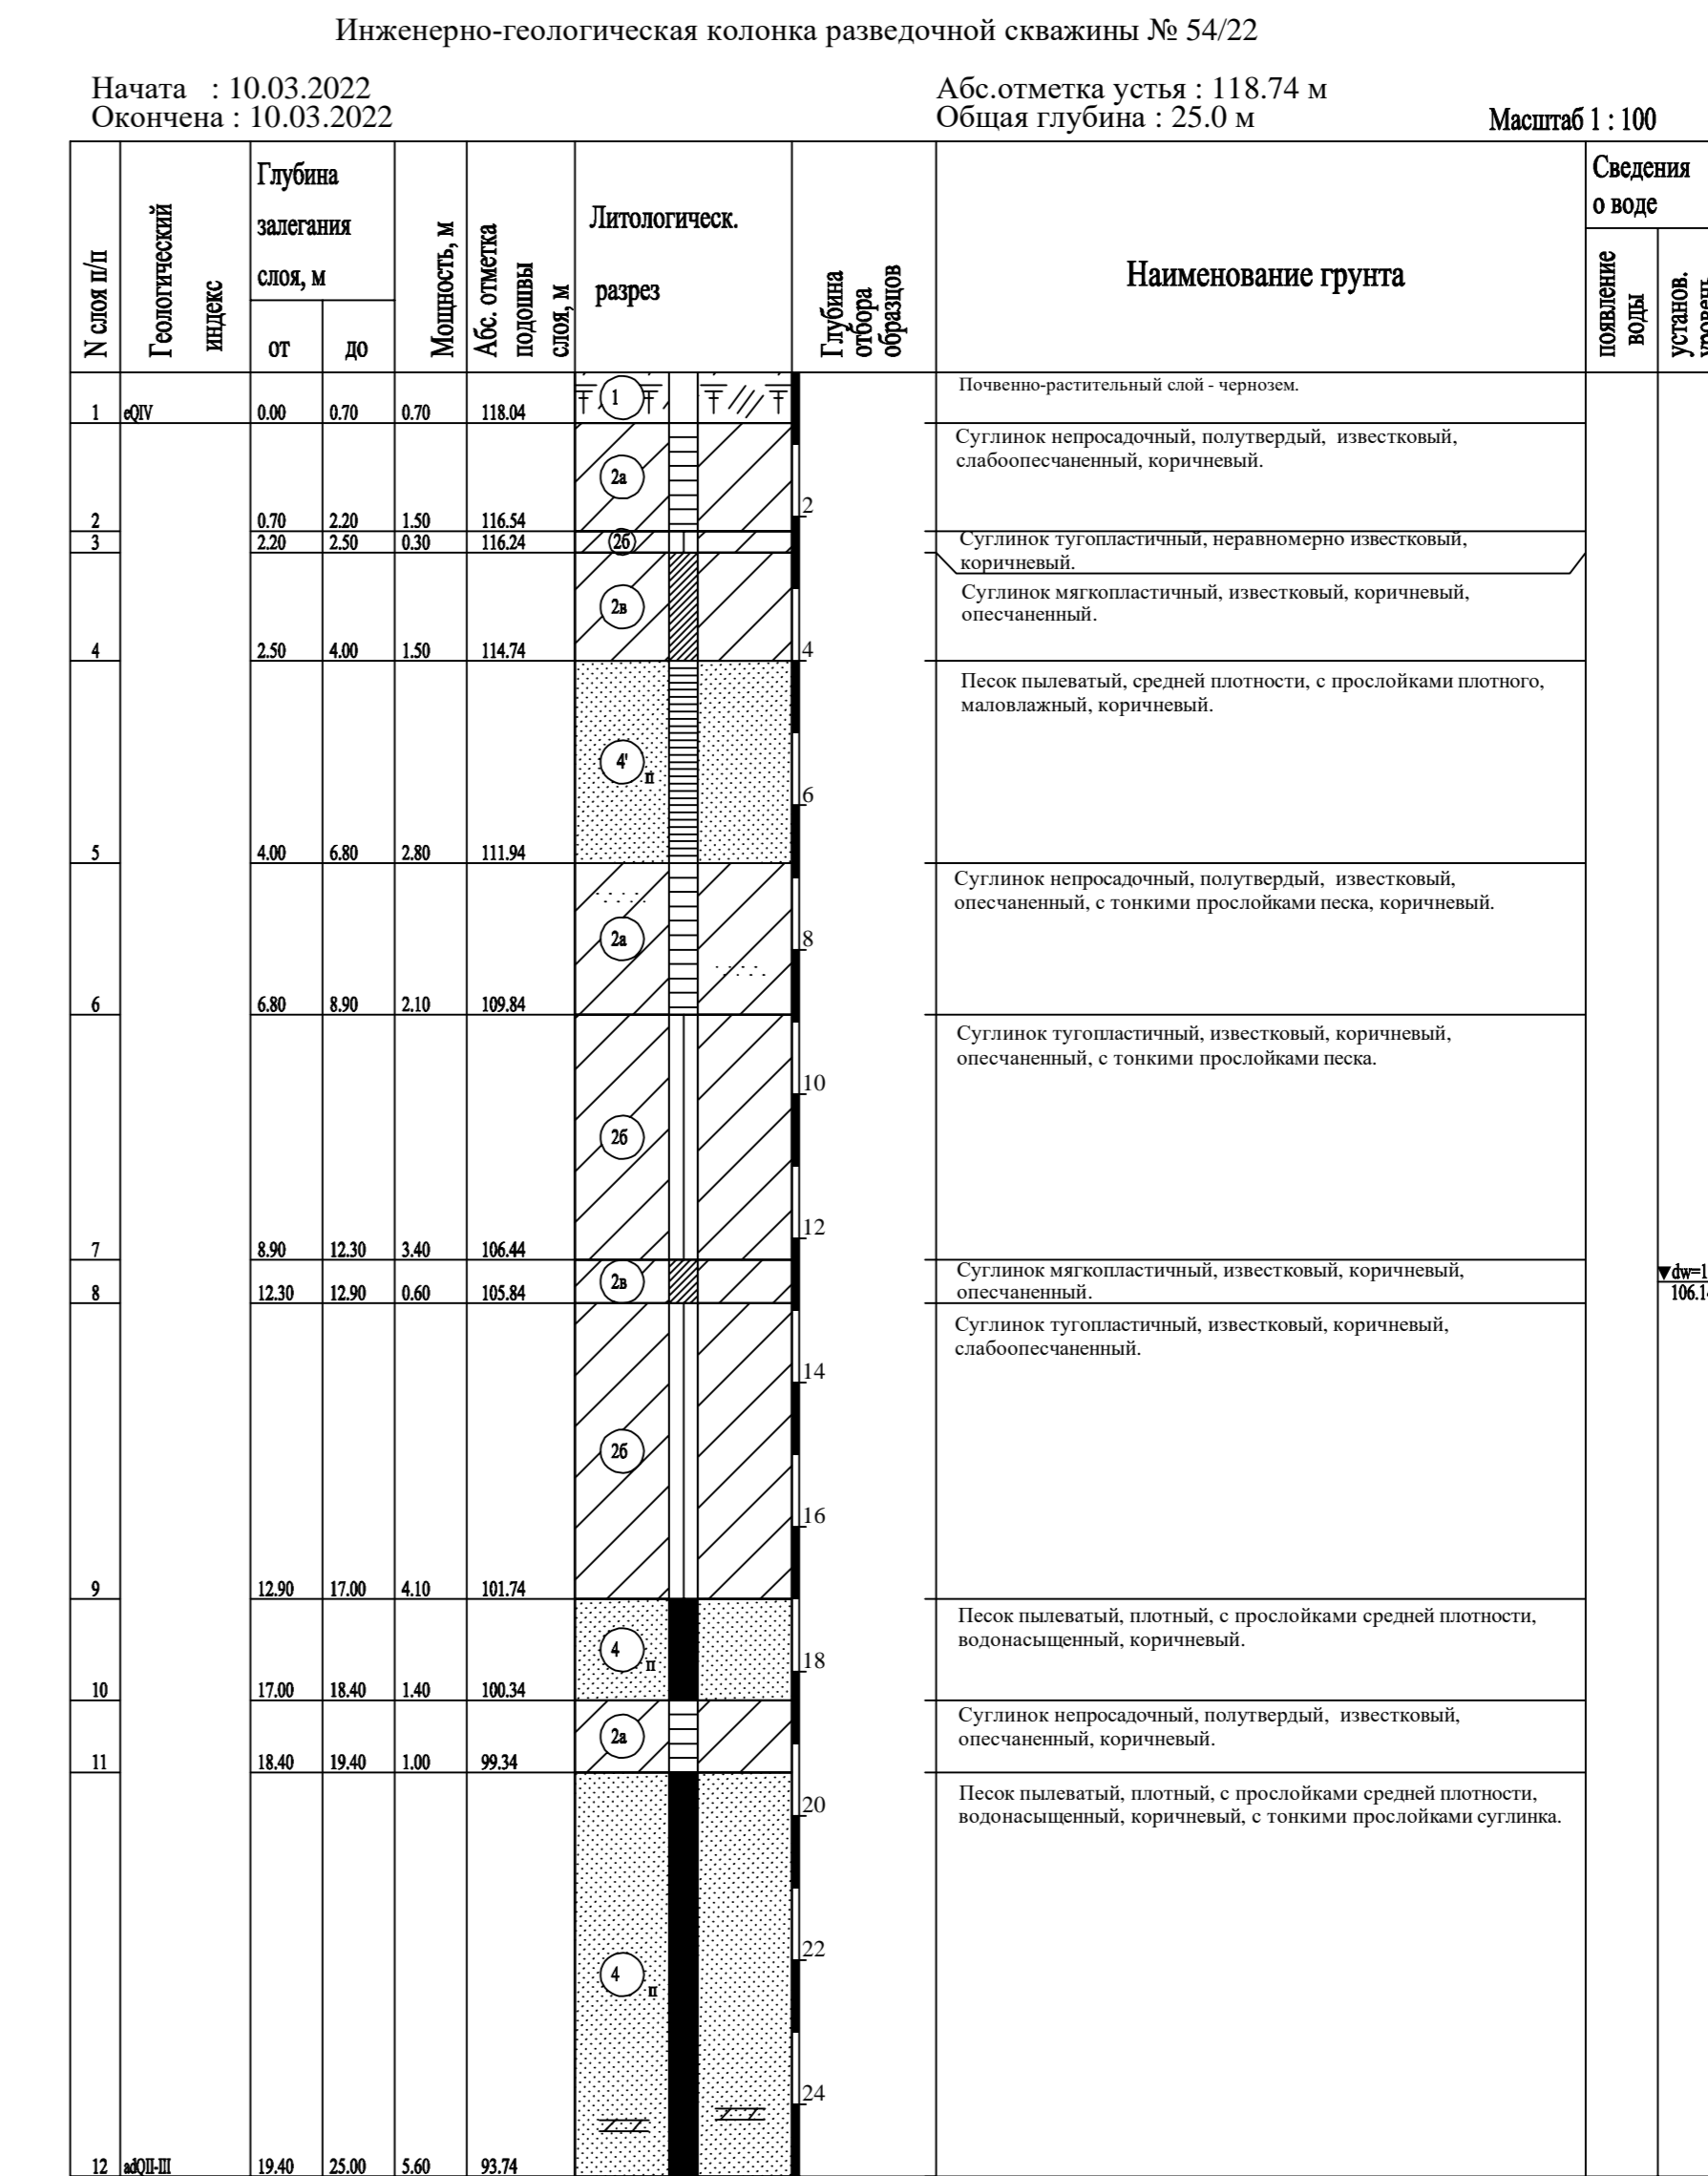 Инженерно-геологическая колонка разведочной скважины № 54/22
Начата : 10.03.2022
Окончена : 10.03.2022
Абс.отметка устья : 118.74 м
Общая глубина : 25.0 м
Масштаб 1 : 100
N слоя п/п
Геологический
индекс
Глубина
залегания
слоя, м
от
до
Мощность, м
Абс. отметка
подошвы
слоя, м
Литологическ.
разрез
Глубина
отбора
образцов
Наименование грунта
Сведения
о воде
появление
воды
установ.
уровень
1 eQIV 0.00 0.70 0.70 118.04 1
Почвенно-растительный слой - чернозем.
2 0.70 2.20 1.50 116.54 2а
2
Суглинок непросадочный, полутвердый, известковый,
слабоопесчаненный, коричневый.
3 2.20 2.50 0.30 116.24 2б
Суглинок тугопластичный, неравномерно известковый,
коричневый.
4 2.50 4.00 1.50 114.74 2в
4
Суглинок мягкопластичный, известковый, коричневый,
опесчаненный.
5 4.00 6.80 2.80 111.94 4' п
6
Песок пылеватый, средней плотности, с прослойками плотного,
маловлажный, коричневый.
6 6.80 8.90 2.10 109.84 2а
8
Суглинок непросадочный, полутвердый, известковый,
опесчаненный, с тонкими прослойками песка, коричневый.
7 8.90 12.30 3.40 106.44 2б
10
12
Суглинок тугопластичный, известковый, коричневый,
опесчаненный, с тонкими прослойками песка.
8 12.30 12.90 0.60 105.84 2в
Суглинок мягкопластичный, известковый, коричневый,
опесчаненный.
dw=1
106.1
9 12.90 17.00 4.10 101.74 2б
14
16
Суглинок тугопластичный, известковый, коричневый,
слабоопесчаненный.
10 17.00 18.40 1.40 100.34 4 п
18
Песок пылеватый, плотный, с прослойками средней плотности,
водонасыщенный, коричневый.
11 18.40 19.40 1.00 99.34 2а
Суглинок непросадочный, полутвердый, известковый,
опесчаненный, коричневый.
12 adQII-III 19.40 25.00 5.60 93.74 4 п
20
22
24
Песок пылеватый, плотный, с прослойками средней плотности,
водонасыщенный, коричневый, с тонкими прослойками суглинка.